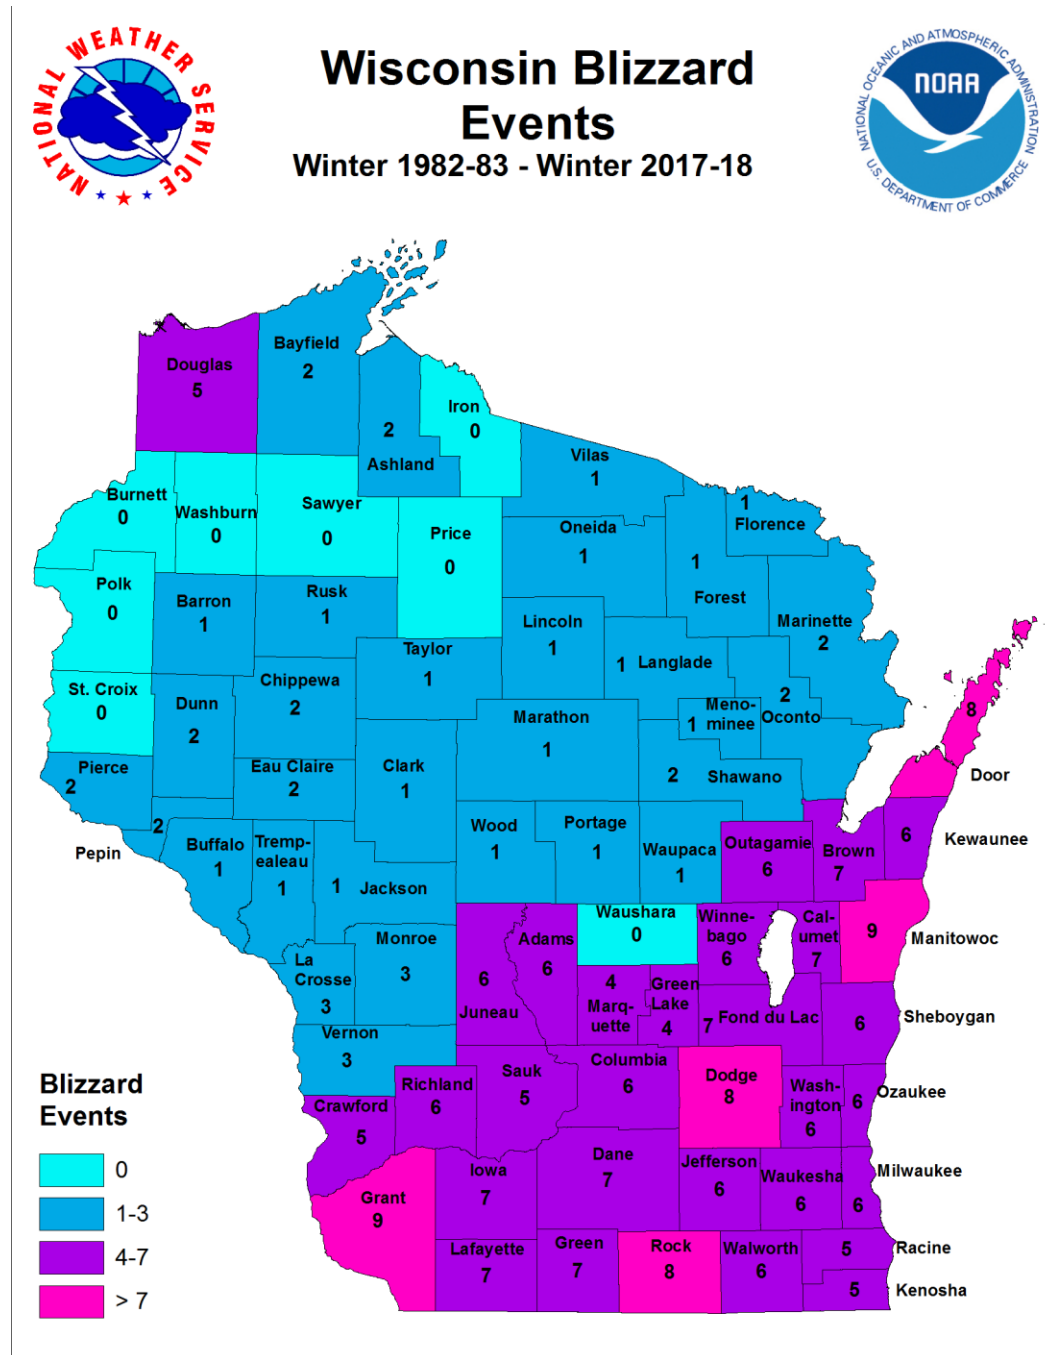 NATIONAL WEATHER SERVICE
Wisconsin Blizzard
Events
Winter 1982-83 - Winter 2017-18
NATIONAL OCEANIC AND ATMOSPHERIC ADMINISTRATION
NOAA
U.S. DEPARTMENT OF COMMERCE
Bayfield
2
Douglas
5
Iron
0
2
Ashland
Vilas
1
Burnett
0
Washburn
0
Sawyer
0
Price
0
1
Florence
Oneida
1
1
Forest
Polk
0
Barron
1
Rusk
1
Lincoln
1
Marinette
2
Taylor
1
1 Langlade
St. Croix
0
Dunn
2
Chippewa
2
Marathon
1
Meno-
1 minee
2
Oconto
8
Door
Pierce
2
Eau Claire
2
Clark
1
2 Shawano
2
Pepin
Buffalo
1
Tremp-
ealeau
1
1
Jackson
Wood
1
Portage
1
Waupaca
1
Outagamie
6
Brown
7
6
Kewaunee
Waushara
0
Winne-
bago
6
Cal-
umet
7
9
Manitowoc
Monroe
3
La
Crosse
3
6
Juneau
Adams
6
4
Marq-
uette
Green
Lake
4
7 Fond du Lac
6
Sheboygan
Vernon
3
Richland
6
Sauk
5
Columbia
6
Dodge
8
Wash-
ington
6
6
Ozaukee
Crawford
5
Grant
9
Iowa
7
Dane
7
Jefferson
6
Waukesha
6
6
Milwaukee
Lafayette
7
Green
7
Rock
8
Walworth
6
5
Racine
5
Kenosha
Blizzard
Events
0
1-3
4-7
> 7